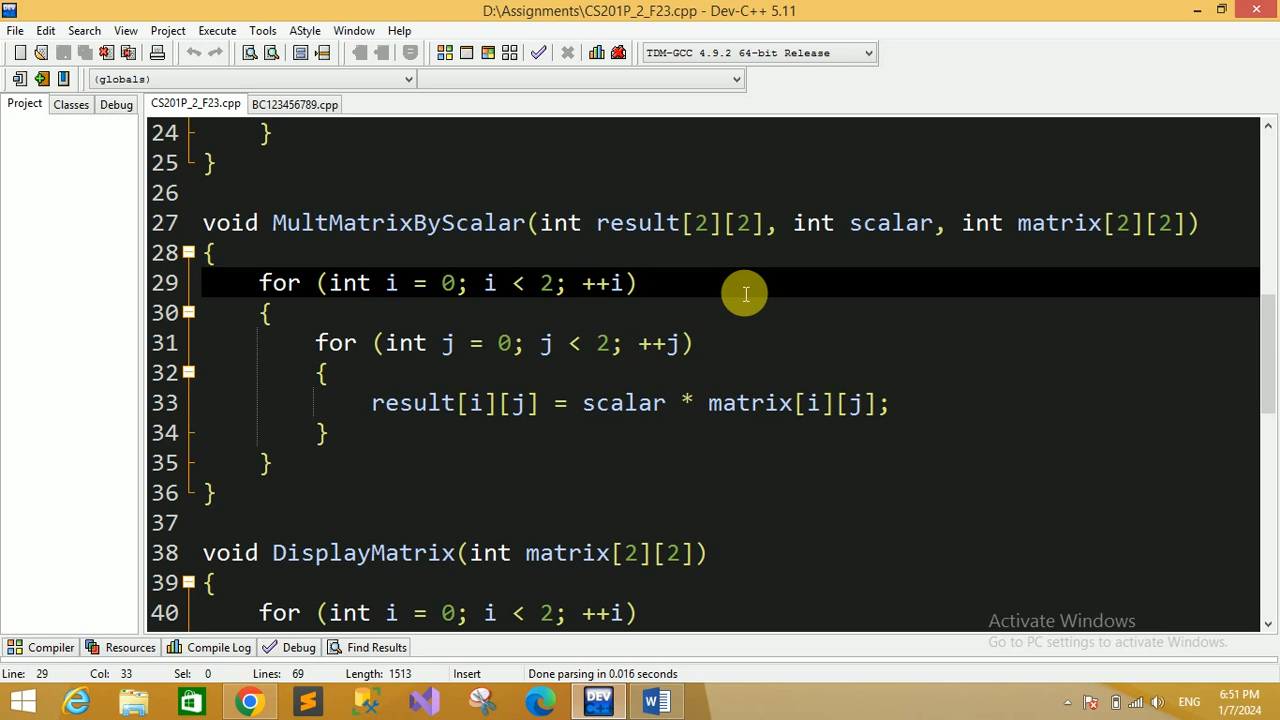 D:\Assignments\CS201P_2_F23.cpp - Dev-C++ 5.11
File Edit Search View Project Execute Tools AStyle Window Help
TDM-GCC 4.9.2 64-bit Release
(globals)
Project Classes Debug CS201P_2_F23.cpp BC123456789.cpp
24 }
25 }
26
27 void MultMatrixByScalar(int result[2][2], int scalar, int matrix[2][2])
28 {
29 for (int i = 0; i < 2; ++i)
30 {
31 for (int j = 0; j < 2; ++j)
32 {
33 result[i][j] = scalar * matrix[i][j];
34 }
35 }
36 }
37
38 void DisplayMatrix(int matrix[2][2])
39 {
40 for (int i = 0; i < 2; ++i)
Activate Windows
Go to PC settings to activate Windows.
Compiler Resources Compile Log Debug Find Results
Line: 29 Col: 33 Sel: 0 Lines: 69 Length: 1513 Insert Done parsing in 0.016 seconds
DEV C++ ENG 6:51 PM
1/7/2024